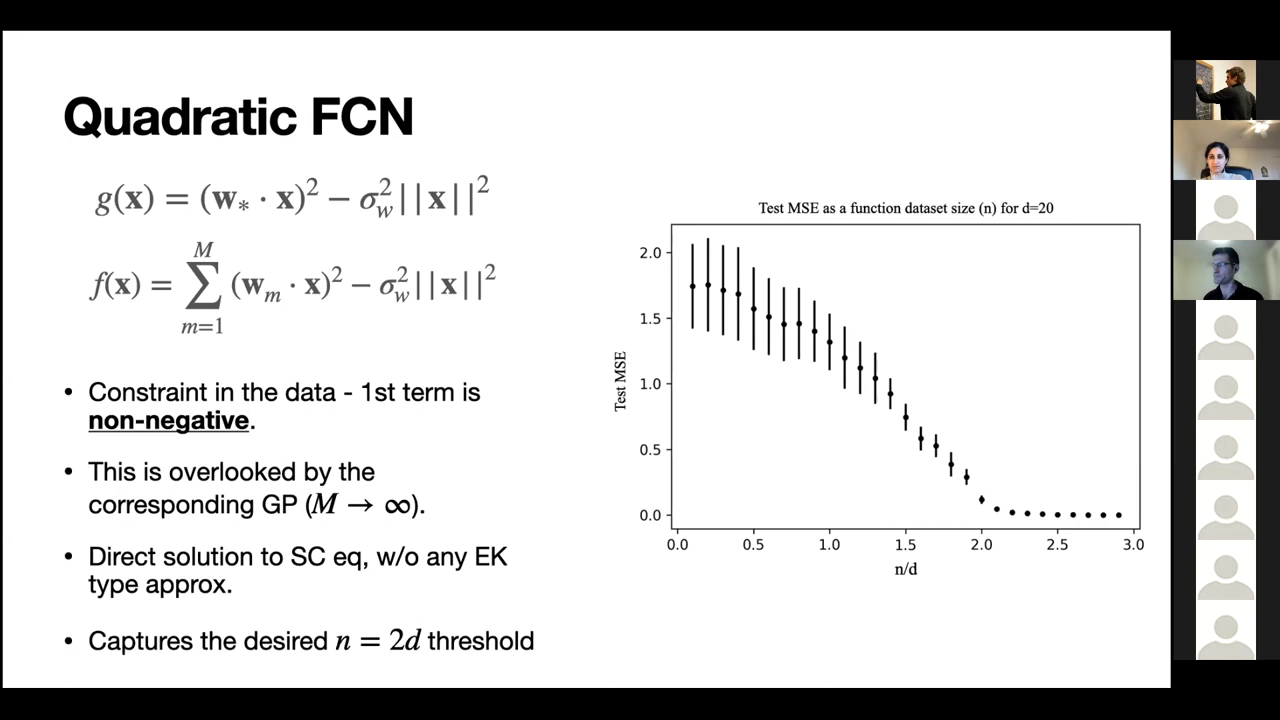 Quadratic FCN
g(x) = (w* · x)² − σ_w²||x||²
f(x) = ∑_{m=1}^{M} (w_m · x)² − σ_w²||x||²
• Constraint in the data - 1st term is
non-negative.
• This is overlooked by the
corresponding GP (M → ∞).
• Direct solution to SC eq, w/o any EK
type approx.
• Captures the desired n = 2d threshold
Test MSE as a function dataset size (n) for d=20
Test MSE
2.0
1.5
1.0
0.5
0.0
0.0 0.5 1.0 1.5 2.0 2.5 3.0
n/d